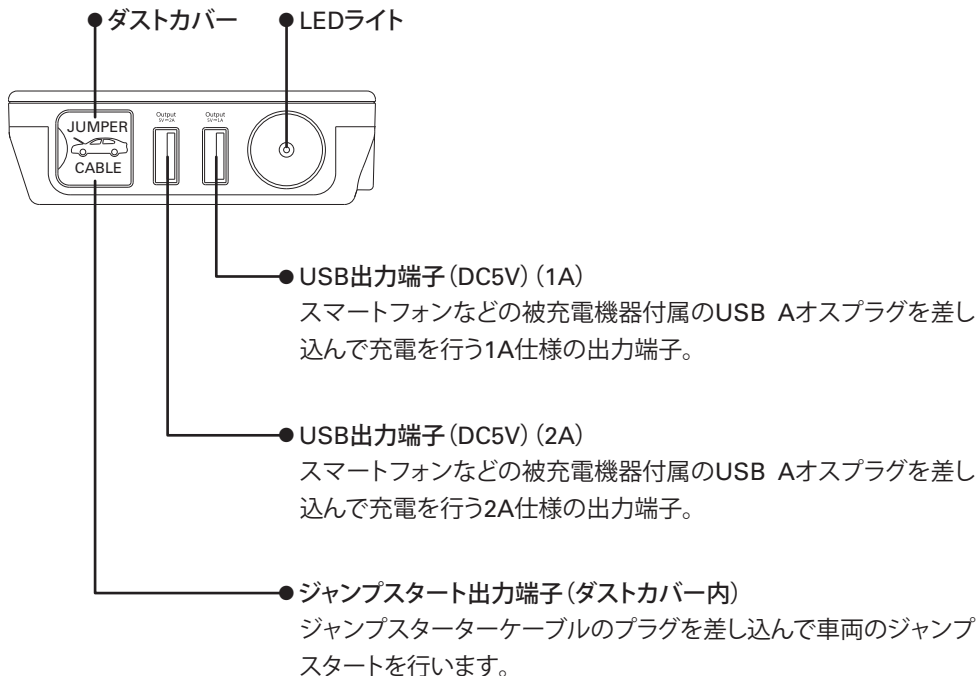 ダストカバー
LEDライト
JUMPER
CABLE
Output
5V⎓2A
Output
5V⎓1A
USB出力端子（DC5V）（1A）
スマートフォンなどの被充電機器付属のUSB Aオスプラグを差し
込んで充電を行う1A仕様の出力端子。
USB出力端子（DC5V）（2A）
スマートフォンなどの被充電機器付属のUSB Aオスプラグを差し
込んで充電を行う2A仕様の出力端子。
ジャンプスタート出力端子（ダストカバー内）
ジャンプスターターケーブルのプラグを差し込んで車両のジャンプ
スタートを行います。